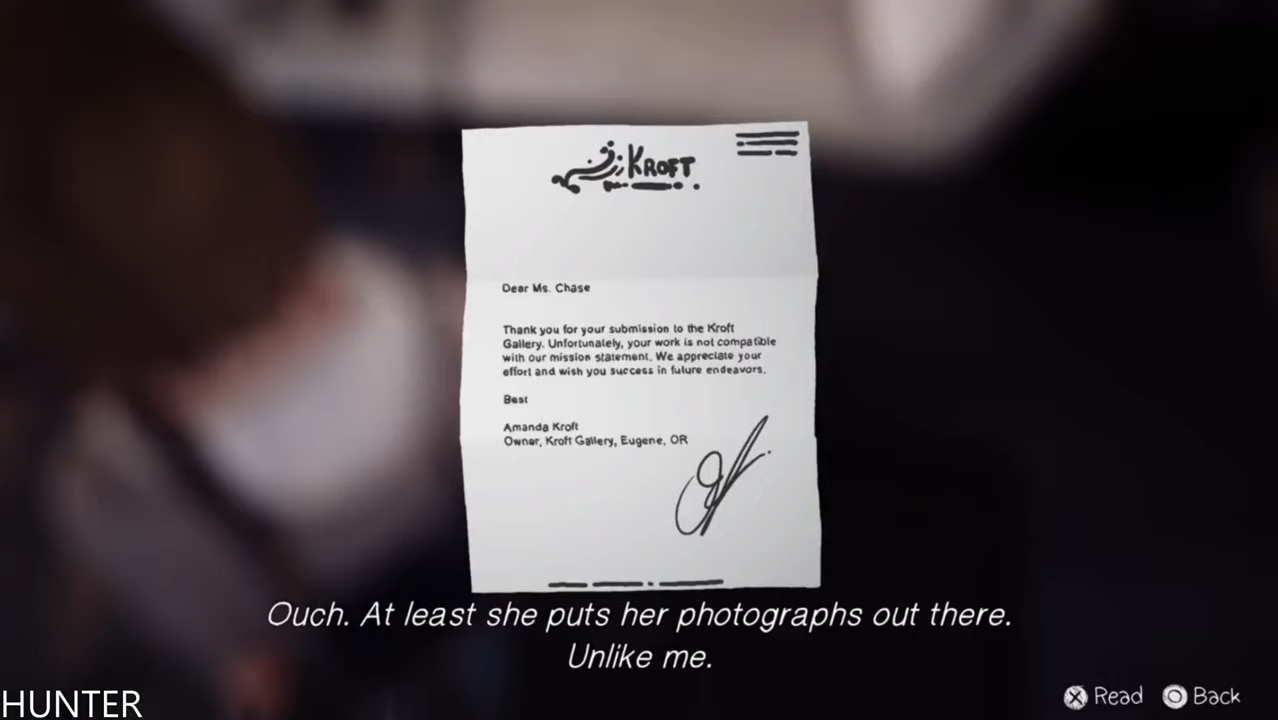 KROFT
Dear Ms. Chase
Thank you for your submission to the Kroft
Gallery. Unfortunately, your work is not compatible
with our mission statement. We appreciate your
effort and wish you success in future endeavors.
Best
Amanda Kroft
Owner, Kroft Gallery, Eugene, OR
Ouch. At least she puts her photographs out there.
Unlike me.
HUNTER
Read Back